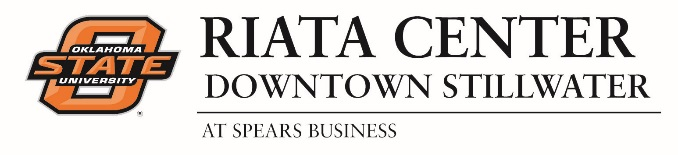 OKLAHOMA
STATE
UNIVERSITY
®
RIATA CENTER
DOWNTOWN STILLWATER
AT SPEARS BUSINESS